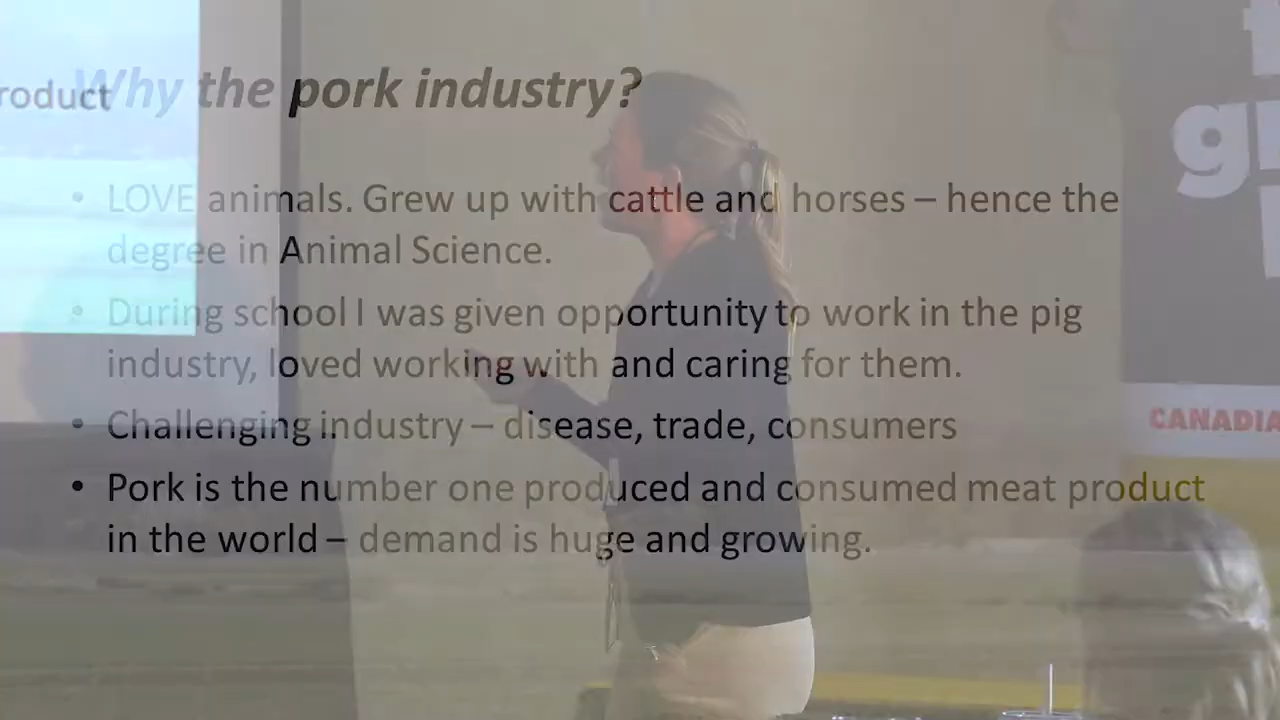 Why the pork industry?
roduct
• LOVE animals. Grew up with cattle and horses – hence the
degree in Animal Science.
• During school I was given opportunity to work in the pig
industry, loved working with and caring for them.
• Challenging industry – disease, trade, consumers
• Pork is the number one produced and consumed meat product
in the world – demand is huge and growing.
CANADIA